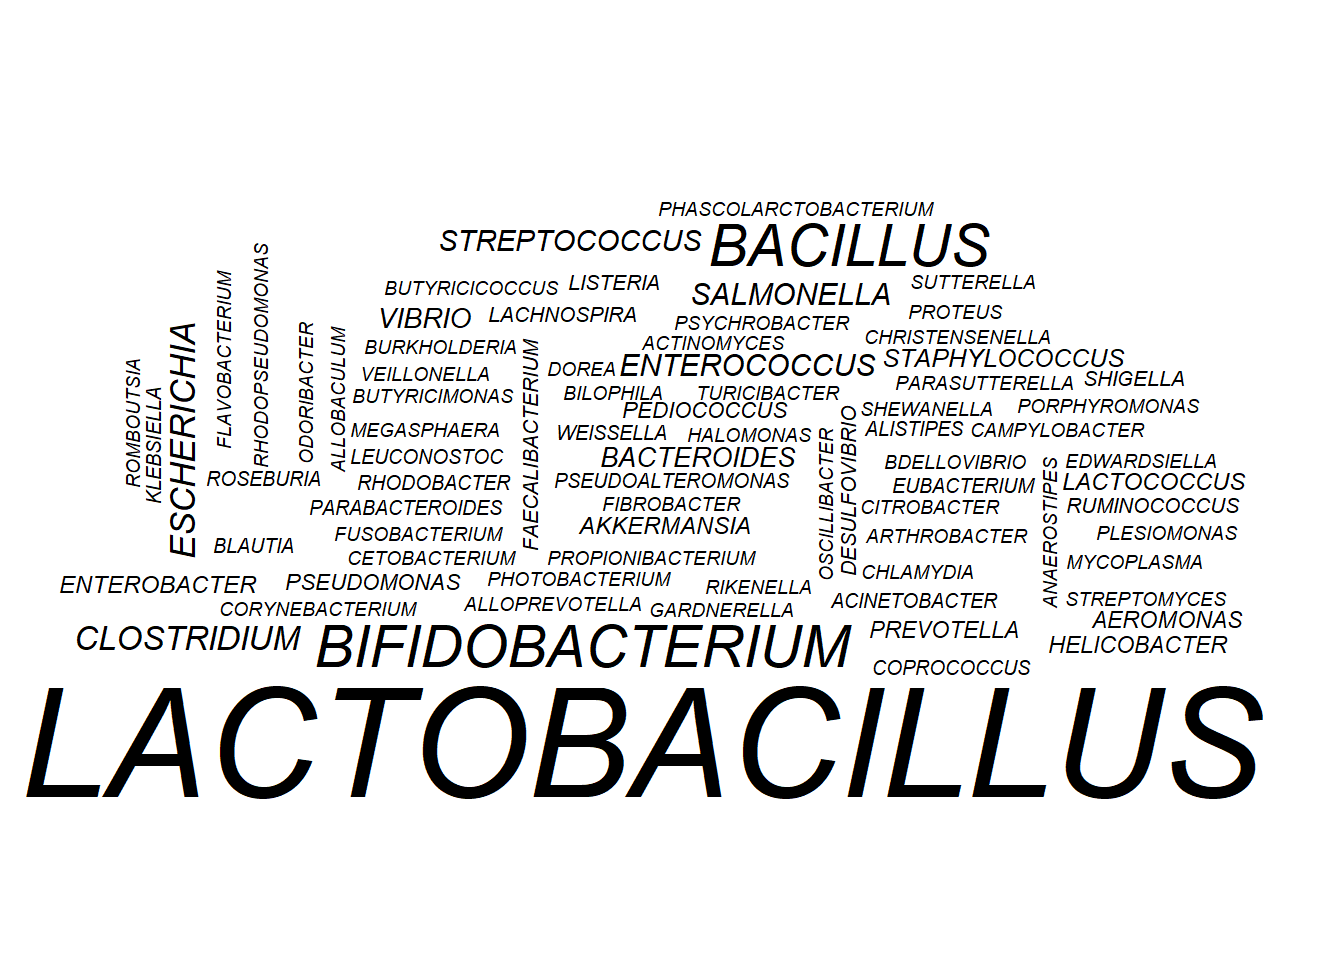 PHASCOLARCTOBACTERIUM
STREPTOCOCCUS
BACILLUS
BUTYRICICOCCUS
LISTERIA
SALMONELLA
SUTTERELLA
VIBRIO
LACHNOSPIRA
PSYCHROBACTER
PROTEUS
BURKHOLDERIA
ACTINOMYCES
CHRISTENSENELLA
VEILLONELLA
DOREA
ENTEROCOCCUS
STAPHYLOCOCCUS
BUTYRICIMONAS
BILOPHILA
TURICIBACTER
PARASUTTERELLA
SHIGELLA
PEDIOCOCCUS
SHEWANELLA
PORPHYROMONAS
MEGASPHAERA
WEISSELLA
HALOMONAS
ALISTIPES
CAMPYLOBACTER
ROMBOUTSIA
KLEBSIELLA
ESCHERICHIA
FLAVOBACTERIUM
RHODOPSEUDOMONAS
ODORIBACTER
ALLOBACULUM
FAECALIBACTERIUM
OSCILLIBACTER
DESULFOVIBRIO
ANAEROSTIPES
LEUCONOSTOC
BACTEROIDES
BDELLOVIBRIO
EDWARDSIELLA
ROSEBURIA
RHODOBACTER
PSEUDOALTEROMONAS
EUBACTERIUM
LACTOCOCCUS
PARABACTEROIDES
FIBROBACTER
CITROBACTER
RUMINOCOCCUS
FUSOBACTERIUM
AKKERMANSIA
ARTHROBACTER
PLESIOMONAS
BLAUTIA
CETOBACTERIUM
PROPIONIBACTERIUM
CHLAMYDIA
MYCOPLASMA
ENTEROBACTER
PSEUDOMONAS
PHOTOBACTERIUM
RIKENELLA
CORYNEBACTERIUM
ALLOPREVOTELLA
GARDNERELLA
ACINETOBACTER
STREPTOMYCES
AEROMONAS
CLOSTRIDIUM
BIFIDOBACTERIUM
PREVOTELLA
HELICOBACTER
COPROCOCCUS
LACTOBACILLUS